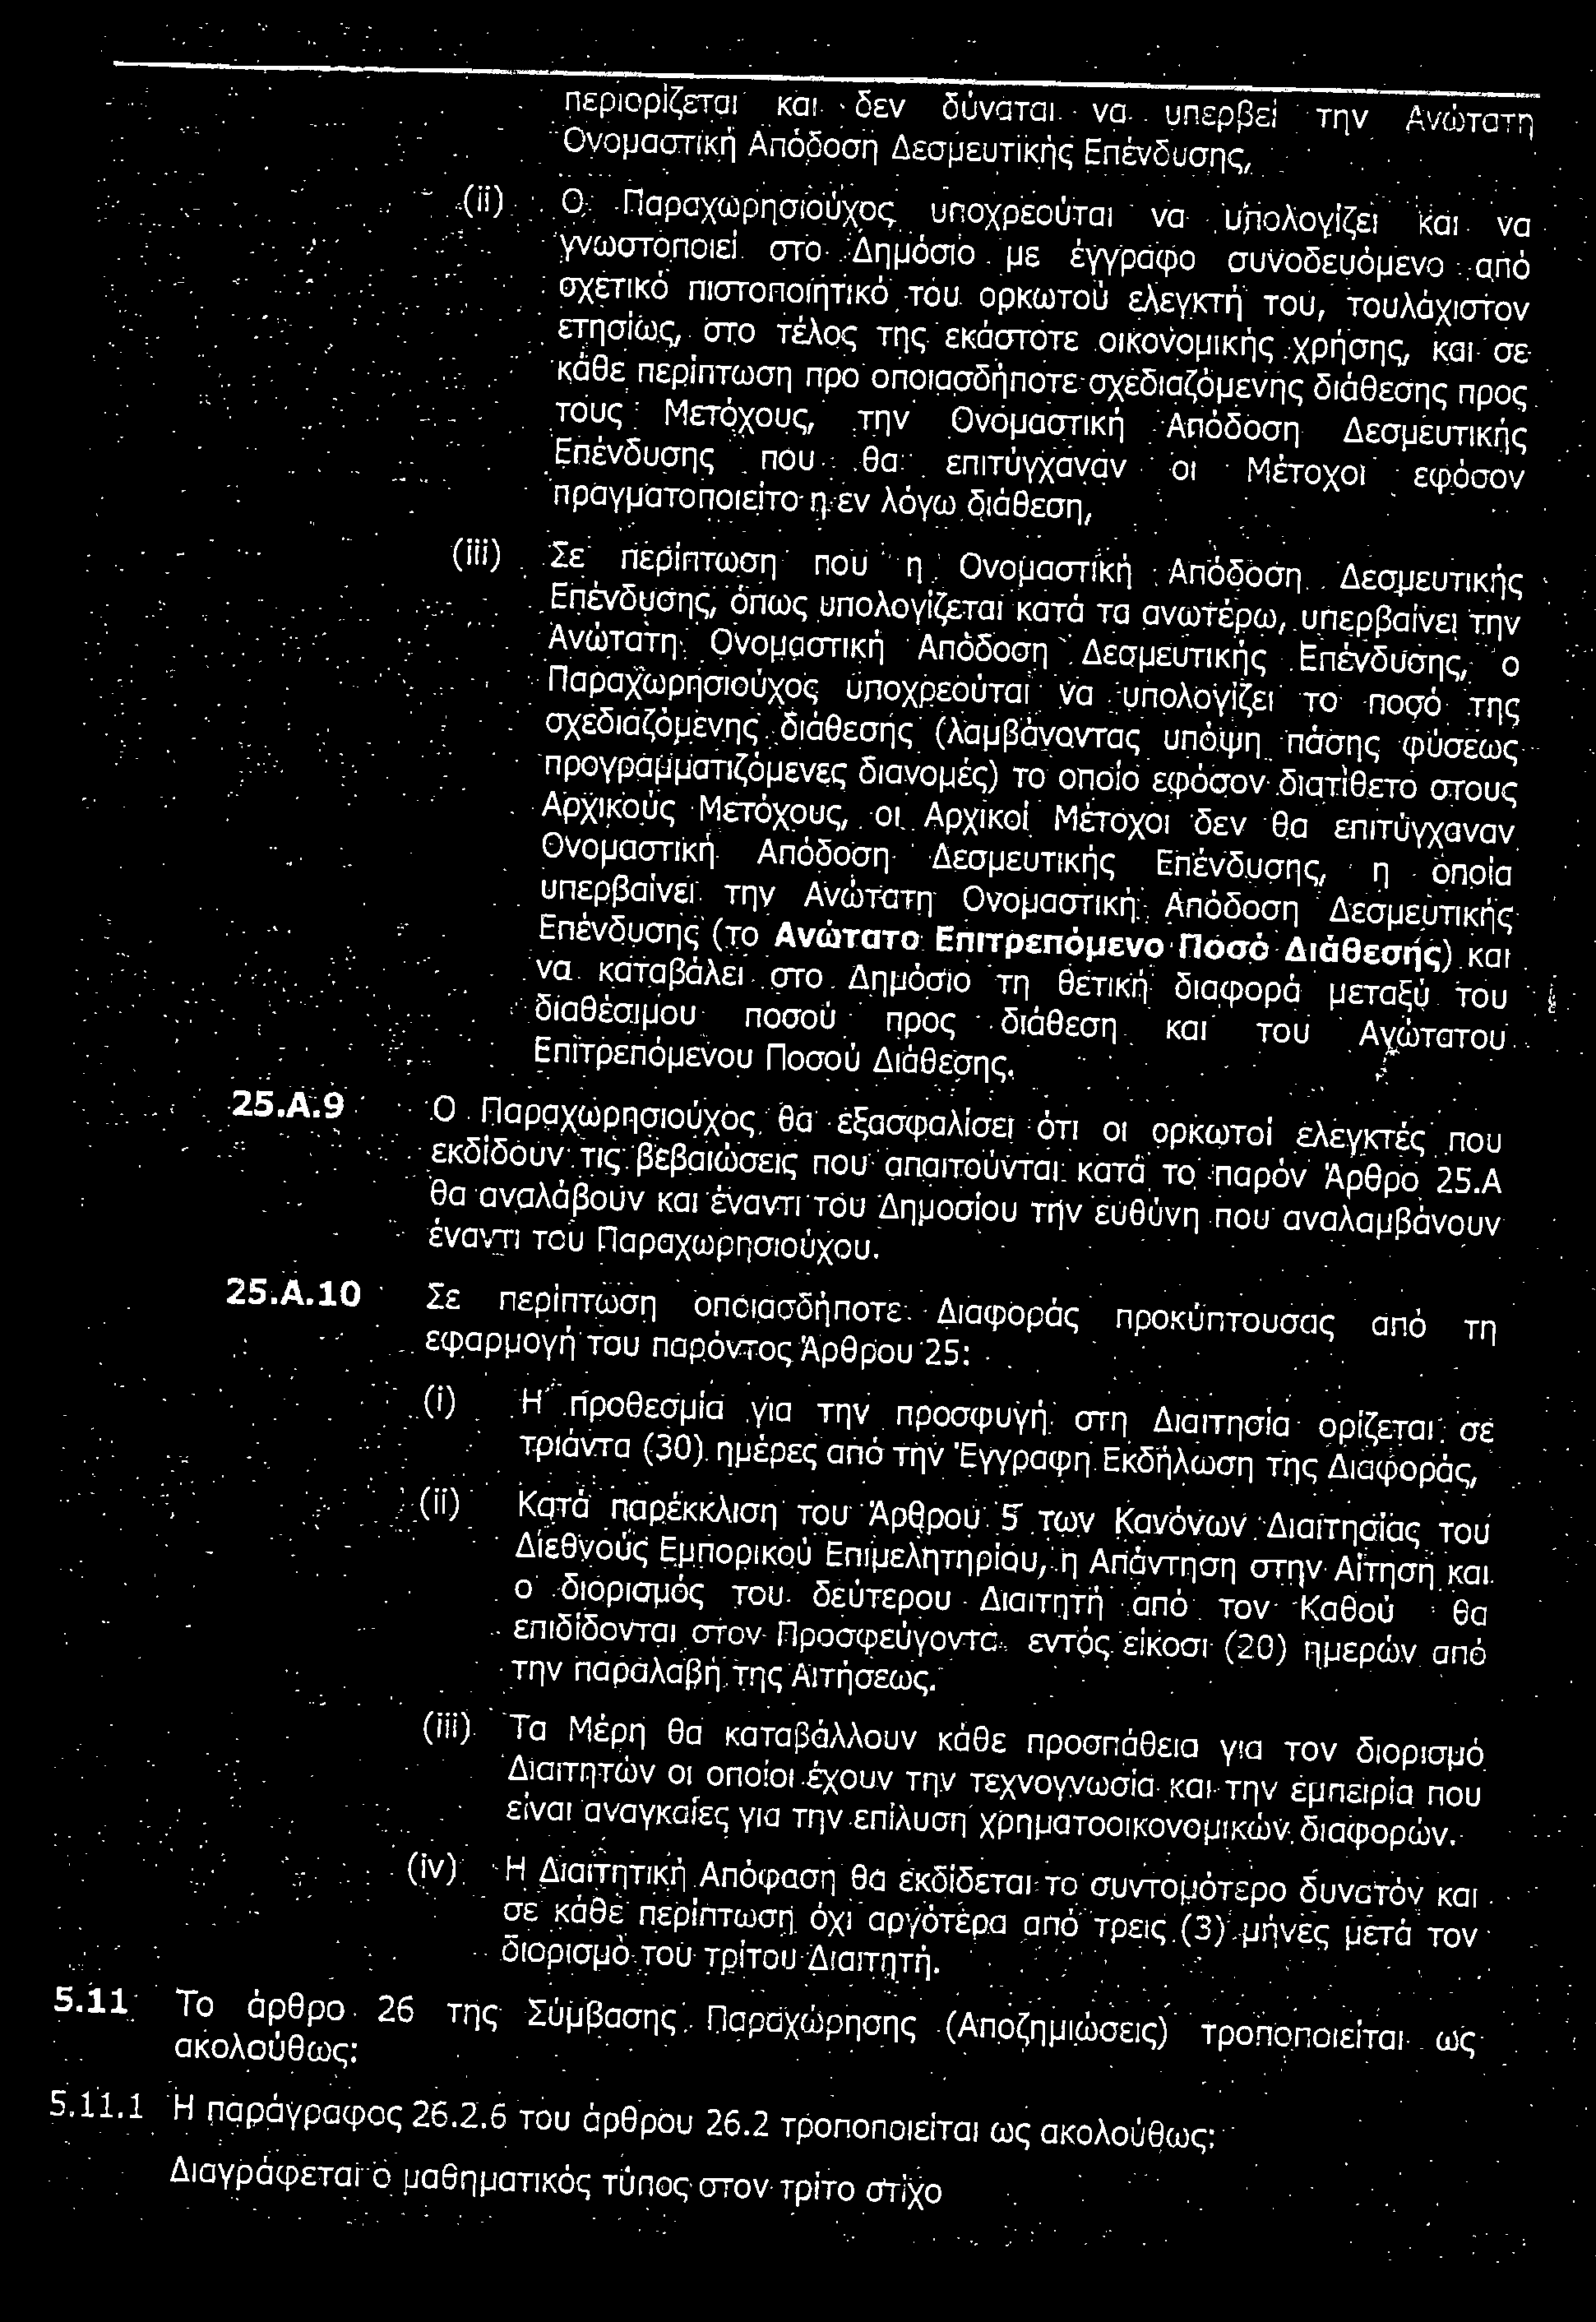 περιορίζεται και δεν δύναται να υπερβεί την Ανώτατη
Ονομαστική Απόδοση Δεσμευτικής Επένδυσης,
(ii) Ο Παραχωρησιούχος υποχρεούται να υπολογίζει και να
γνωστοποιεί στο Δημόσιο με έγγραφο συνοδευόμενο από
σχετικό πιστοποιητικό του ορκωτού ελεγκτή του, τουλάχιστον
ετησίως, στο τέλος της εκάστοτε οικονομικής χρήσης, και σε
κάθε περίπτωση προ οποιασδήποτε σχεδιαζόμενης διάθεσης προς
τους Μετόχους, την Ονομαστική Απόδοση Δεσμευτικής
Επένδυσης που θα επιτύγχαναν οι Μέτοχοι εφόσον
πραγματοποιείτο η εν λόγω διάθεση,
(iii) Σε περίπτωση που η Ονομαστική Απόδοση Δεσμευτικής
Επένδυσης, όπως υπολογίζεται κατά τα ανωτέρω, υπερβαίνει την
Ανώτατη Ονομαστική Απόδοση Δεσμευτικής Επένδυσης, ο
Παραχωρησιούχος υποχρεούται να υπολογίζει το ποσό της
σχεδιαζόμενης διάθεσης (λαμβάνοντας υπόψη πάσης φύσεως
προγραμματιζόμενες διανομές) το οποίο εφόσον διατίθετο στους
Αρχικούς Μετόχους, οι Αρχικοί Μέτοχοι δεν θα επιτύγχαναν
Ονομαστική Απόδοση Δεσμευτικής Επένδυσης, η οποία
υπερβαίνει την Ανώτατη Ονομαστική Απόδοση Δεσμευτικής
Επένδυσης (το Ανώτατο Επιτρεπόμενο Ποσό Διάθεσής) και
να καταβάλει στο Δημόσιο τη θετική διαφορά μεταξύ του
διαθέσιμου ποσού προς διάθεση και του Ανώτατου
Επιτρεπόμενου Ποσού Διάθεσης.
25.Α.9 Ο Παραχωρησιούχος θα εξασφαλίσει ότι οι ορκωτοί ελεγκτές που
εκδίδουν τις βεβαιώσεις που απαιτούνται κατά το παρόν Άρθρο 25.Α
θα αναλάβουν και έναντι του Δημοσίου την ευθύνη που αναλαμβάνουν
έναντι του Παραχωρησιούχου.
25.Α.10 Σε περίπτωση οποιασδήποτε Διαφοράς προκύπτουσας από τη
εφαρμογή του παρόντος Άρθρου 25:
(i) Η προθεσμία για την προσφυγή στη Διαιτησία ορίζεται σε
τριάντα (30) ημέρες από την Έγγραφη Εκδήλωση της Διαφοράς,
(ii) Κατά παρέκκλιση του Άρθρου 5 των Κανόνων Διαιτησίας του
Διεθνούς Εμπορικού Επιμελητηρίου, η Απάντηση στην Αίτηση και
ο διορισμός του δεύτερου Διαιτητή από τον Καθού θα
επιδίδονται στον Προσφεύγοντα εντός είκοσι (20) ημερών από
την παραλαβή της Αιτήσεως.
(iii) Τα Μέρη θα καταβάλλουν κάθε προσπάθεια για τον διορισμό
Διαιτητών οι οποίοι έχουν την τεχνογνωσία και την εμπειρία που
είναι αναγκαίες για την επίλυση χρηματοοικονομικών διαφορών.
(iv) Η Διαιτητική Απόφαση θα εκδίδεται το συντομότερο δυνατόν και
σε κάθε περίπτωση όχι αργότερα από τρεις (3) μήνες μετά τον
διορισμό του τρίτου Διαιτητή.
5.11 Το άρθρο 26 της Σύμβασης Παραχώρησης (Αποζημιώσεις) τροποποιείται ως
ακολούθως:
5.11.1 Η παράγραφος 26.2.6 του άρθρου 26.2 τροποποιείται ως ακολούθως:
Διαγράφεται ο μαθηματικός τύπος στον τρίτο στίχο